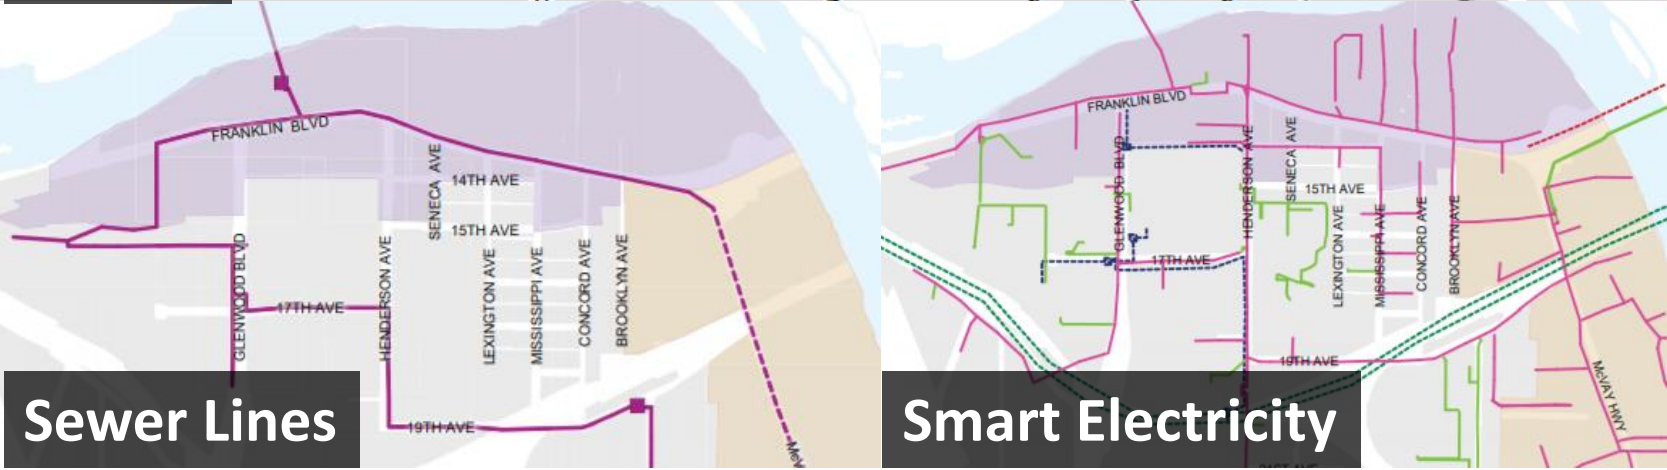 FRANKLIN BLVD
SENECA AVE
14TH AVE
15TH AVE
GLENWOOD BLVD
HENDERSON AVE
17TH AVE
LEXINGTON AVE
MISSISSIPPI AVE
CONCORD AVE
BROOKLYN AVE
19TH AVE
Sewer Lines
FRANKLIN BLVD
GLENWOOD BLVD
HENDERSON AVE
SENECA AVE
15TH AVE
17TH AVE
LEXINGTON AVE
MISSISSIPPI AVE
CONCORD AVE
BROOKLYN AVE
19TH AVE
McVAY HWY
Smart Electricity